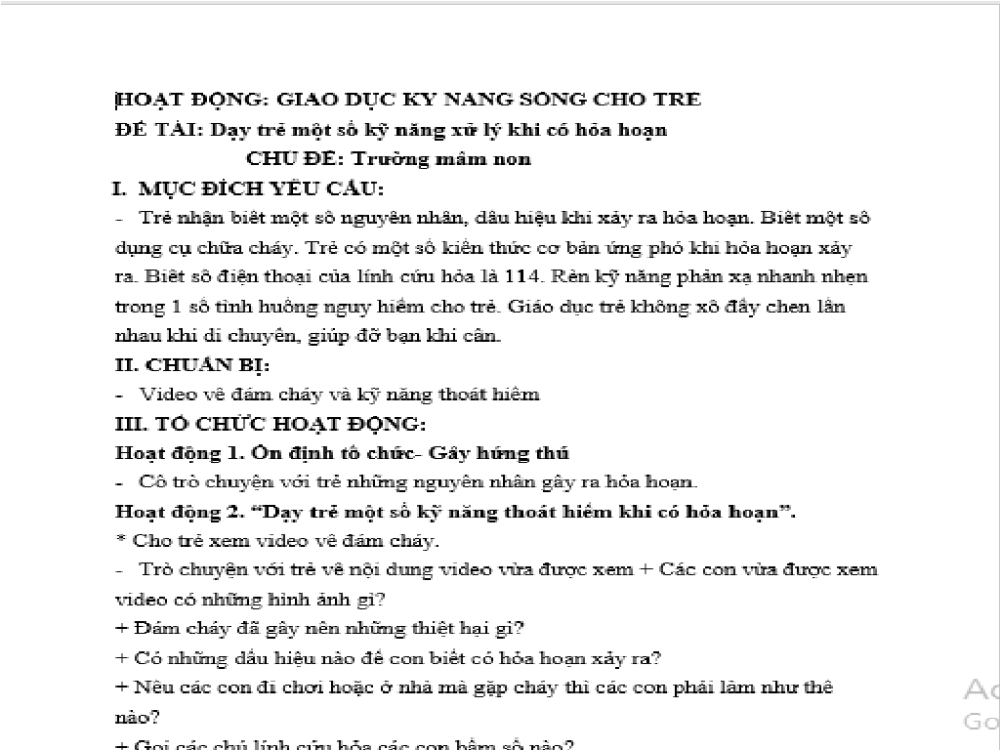 HOẠT ĐỘNG: GIÁO DỤC KỸ NĂNG SỐNG CHO TRẺ
ĐỀ TÀI: Dạy trẻ một số kỹ năng xử lý khi có hỏa hoạn
CHỦ ĐỀ: Trường mầm non
I. MỤC ĐÍCH YÊU CẦU:
- Trẻ nhận biết một số nguyên nhân, dấu hiệu khi xảy ra hỏa hoạn. Biết một số
dụng cụ chữa cháy. Trẻ có một số kiến thức cơ bản ứng phó khi hỏa hoạn xảy
ra. Biết số điện thoại của lính cứu hỏa là 114. Rèn kỹ năng phản xạ nhanh nhẹn
trong 1 số tình huống nguy hiểm cho trẻ. Giáo dục trẻ không xô đẩy chen lấn
nhau khi di chuyển, giúp đỡ bạn khi cần.
II. CHUẨN BỊ:
- Video về đám cháy và kỹ năng thoát hiểm
III. TỔ CHỨC HOẠT ĐỘNG:
Hoạt động 1. Ổn định tổ chức- Gây hứng thú
- Cô trò chuyện với trẻ những nguyên nhân gây ra hỏa hoạn.
Hoạt động 2. “Dạy trẻ một số kỹ năng thoát hiểm khi có hỏa hoạn”.
* Cho trẻ xem video về đám cháy.
- Trò chuyện với trẻ về nội dung video vừa được xem + Các con vừa được xem
video có những hình ảnh gì?
+ Đám cháy đã gây nên những thiệt hại gì?
+ Có những dấu hiệu nào để con biết có hỏa hoạn xảy ra?
+ Nếu các con đi chơi hoặc ở nhà mà gặp cháy thì các con phải làm như thế
nào?
+ Gọi các chú lính cứu hỏa các con bấm số nào?
Ac
Go